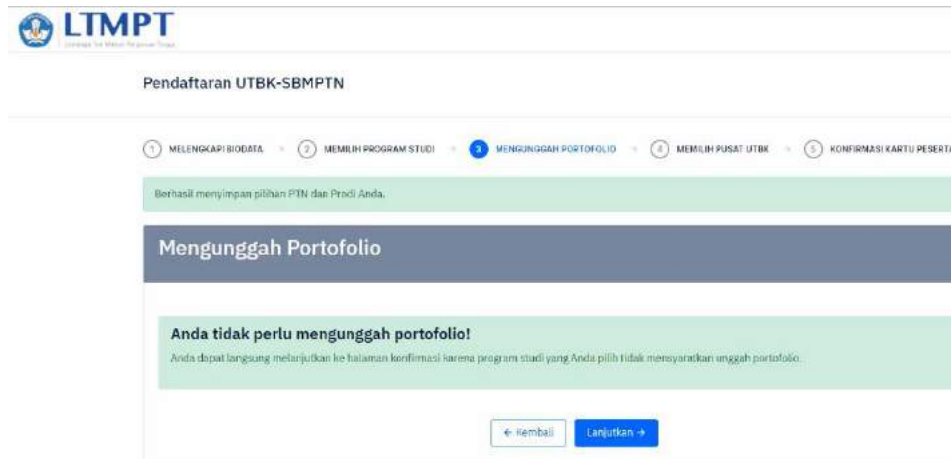 LTMPT
Pendaftaran UTBK-SBMPTN
1 MELENGKAPI BIODATA 2 MEMILIH PROGRAM STUDI 3 MENGUNGGAH PORTOFOLIO 4 MEMILIH PUSAT UTBK 5 KONFIRMASI KARTU PESERTA
Berhasil menyimpan pilihan PTN dan Prodi Anda.
Mengunggah Portofolio
Anda tidak perlu mengunggah portofolio!
Anda dapat langsung melanjutkan ke halaman konfirmasi karena program studi yang Anda pilih tidak mensyaratkan unggah portofolio.
← Kembali Lanjutkan →